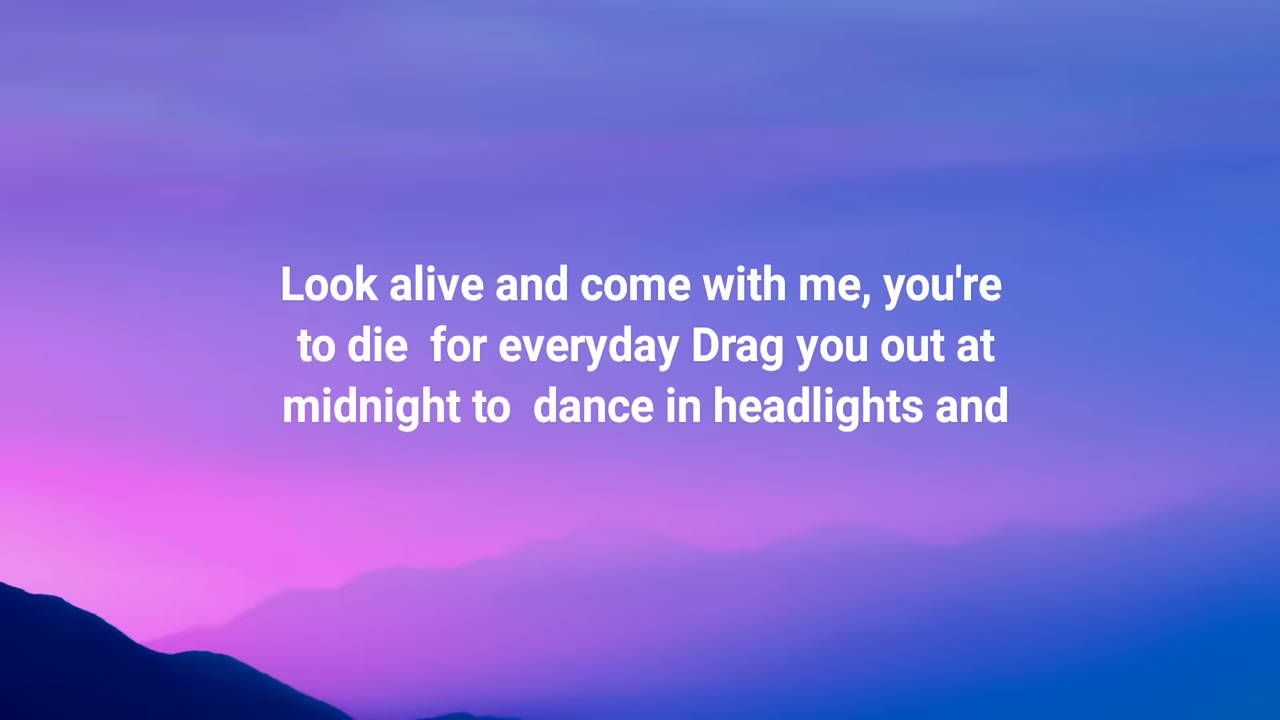 Look alive and come with me, you're
to die  for everyday Drag you out at
midnight to  dance in headlights and